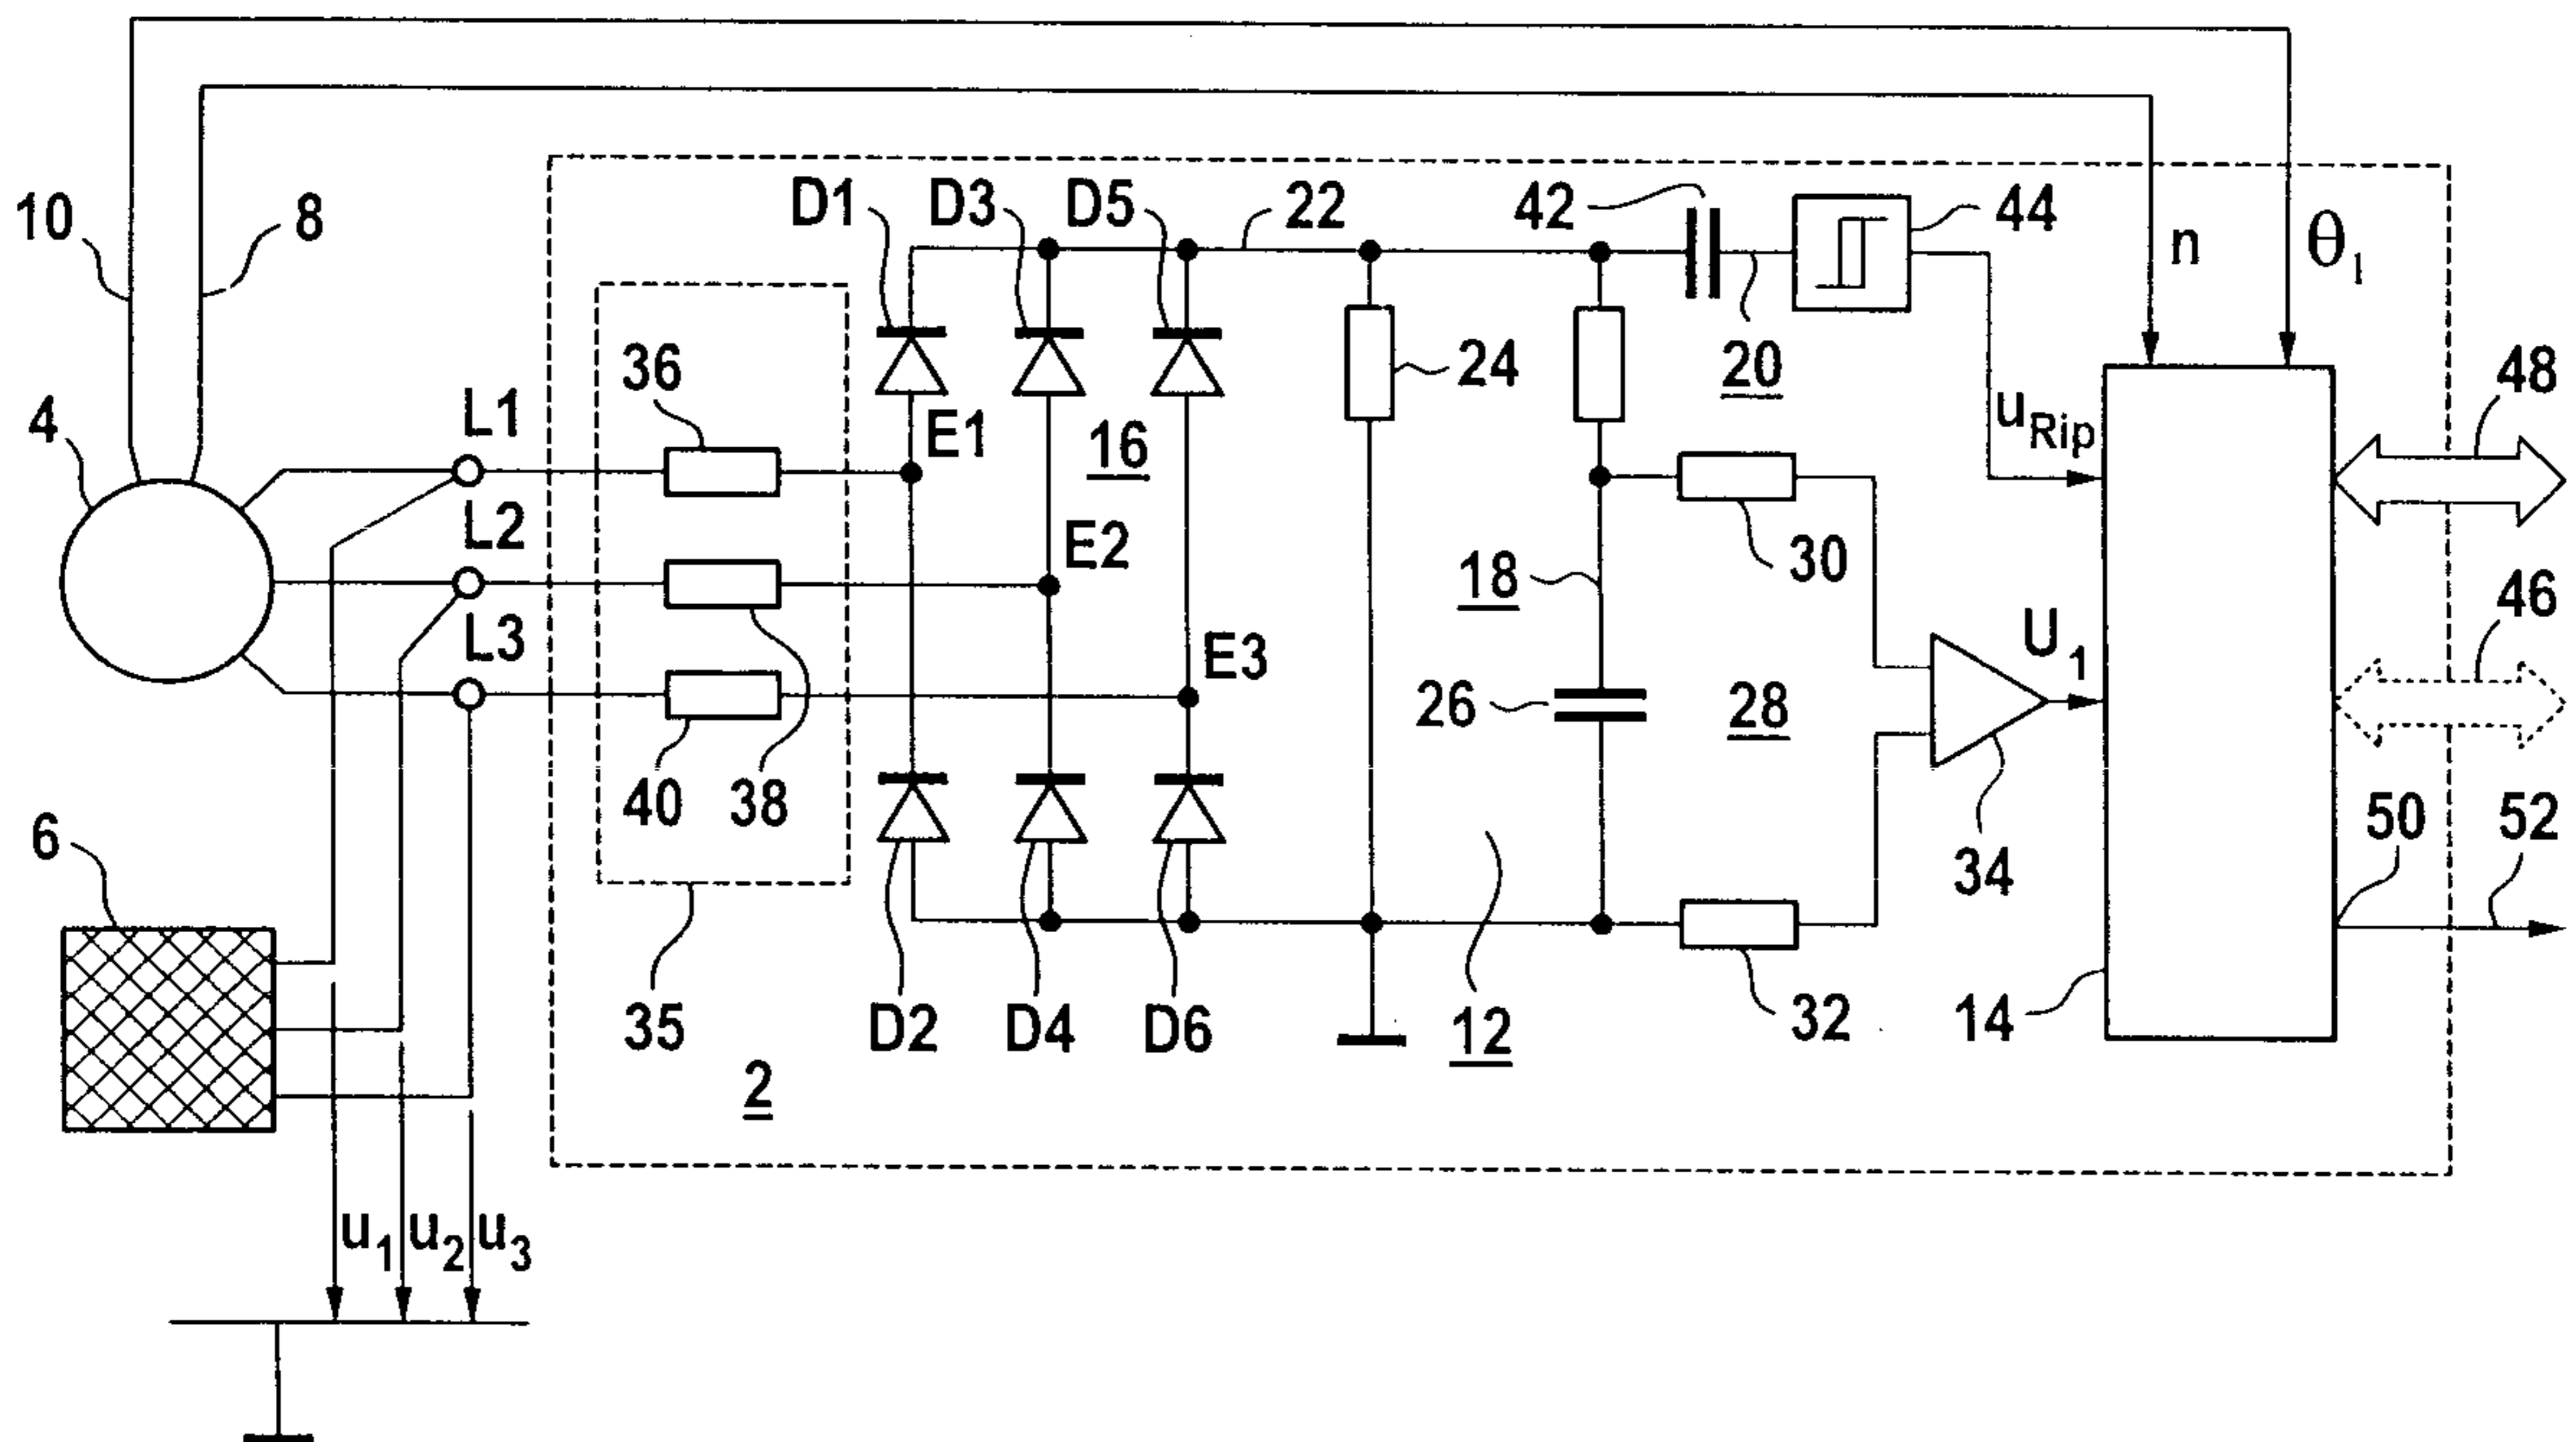 D1 D3 D5 22 42 44
10 8 n θ1
36 24 20 48
4 L1 E1 16 uRip
L2 E2 18 30 46
L3 E3 U1
26 28
40 38 50 52
6 34
35 D2 D4 D6 12 32 14
2
u1 u2 u3